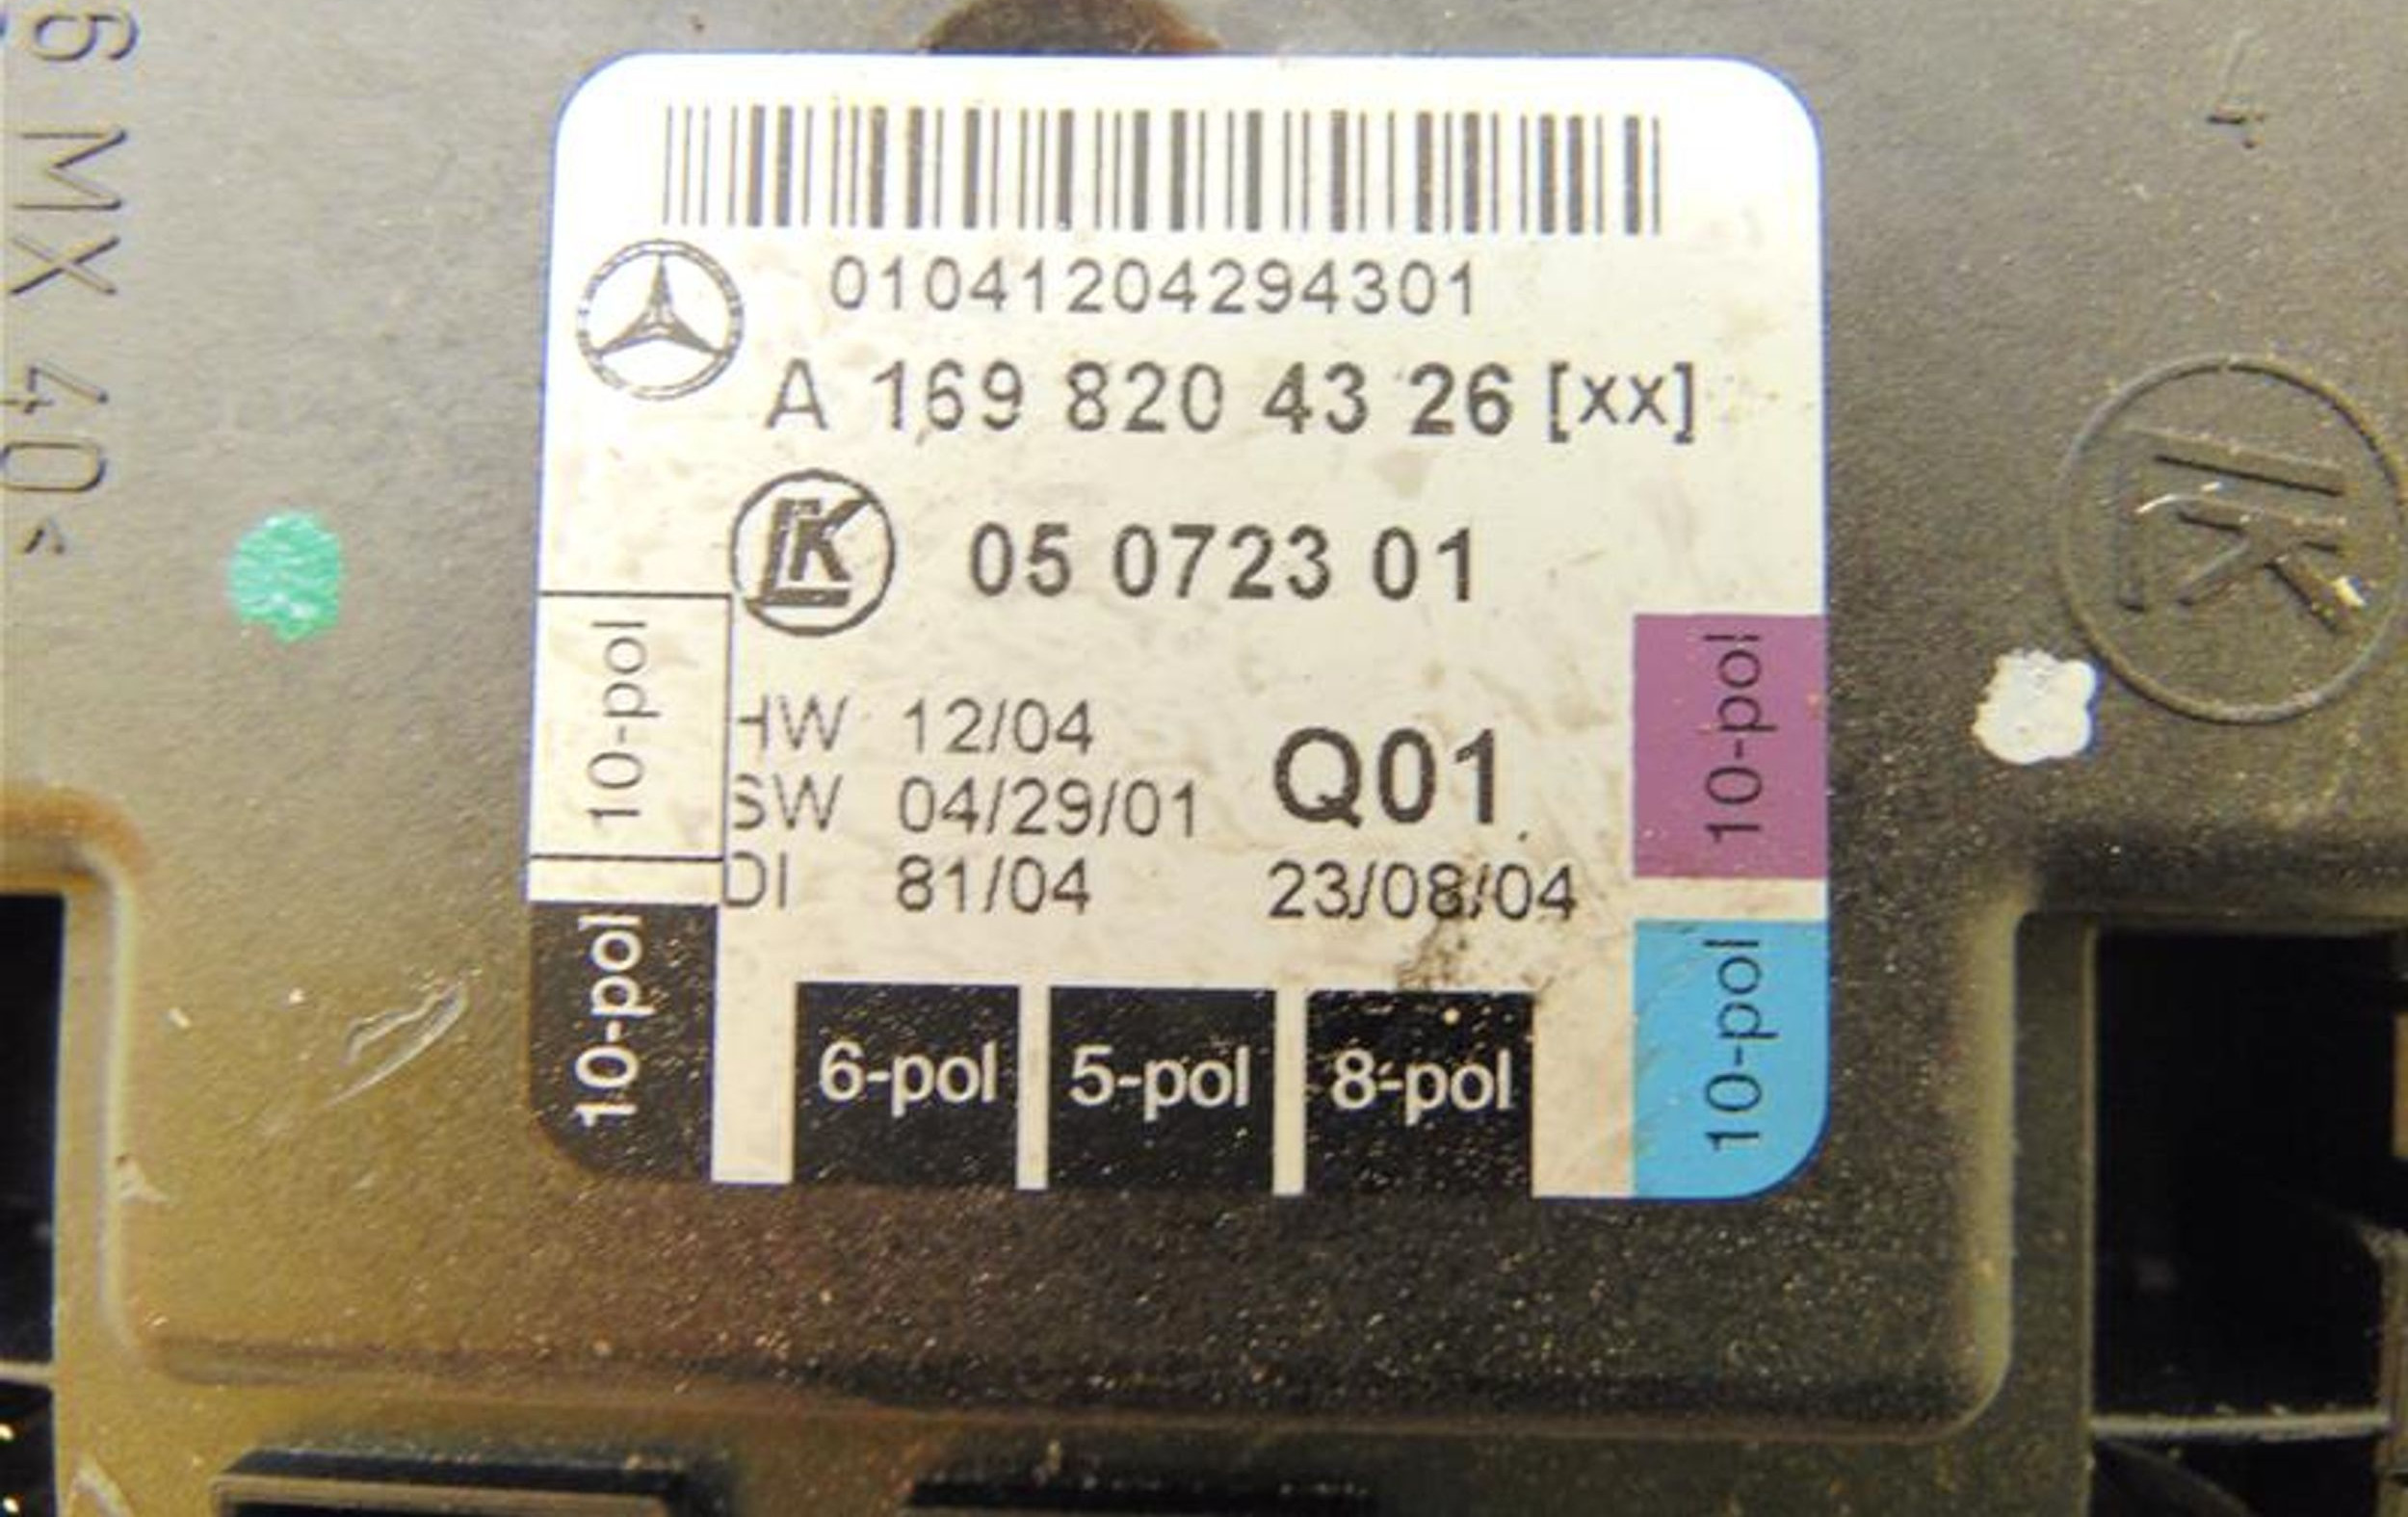 01041204294301
A 169 820 43 26 [xx]
LK 05 0723 01
HW 12/04
SW 04/29/01
DI 81/04
Q01
23/08/04
10-pol
10-pol
6-pol
5-pol
8-pol
10-pol
10-pol
6 MX 40<
LK